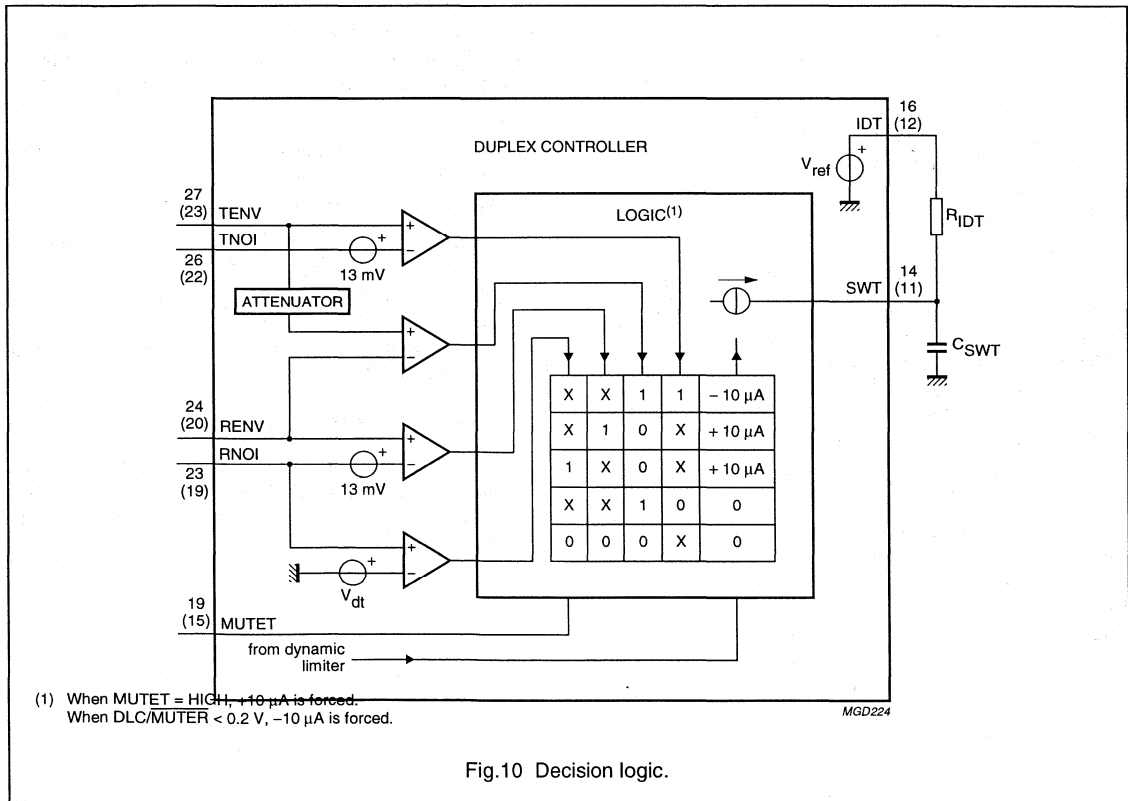 DUPLEX CONTROLLER
16
IDT (12)
Vref
+
RIDT
27
(23) TENV
TNOI
26
(22)
+
−
+
13 mV
LOGIC(1)
14
SWT (11)
CSWT
ATTENUATOR
+
−
24
(20) RENV
RNOI
23
(19)
+
−
+
13 mV
X X 1 1 − 10 µA
X 1 0 X + 10 µA
1 X 0 X + 10 µA
X X 1 0 0
0 0 0 X 0
+
−
+
Vdt
19
(15) MUTET
from dynamic
limiter
(1) When MUTET = HIGH, +10 µA is forced.
When DLC/MUTER < 0.2 V, −10 µA is forced.
MGD224
Fig.10 Decision logic.